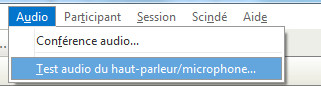 Audio Participant Session Scindé Aide
Conférence audio...
Test audio du haut-parleur/microphone...